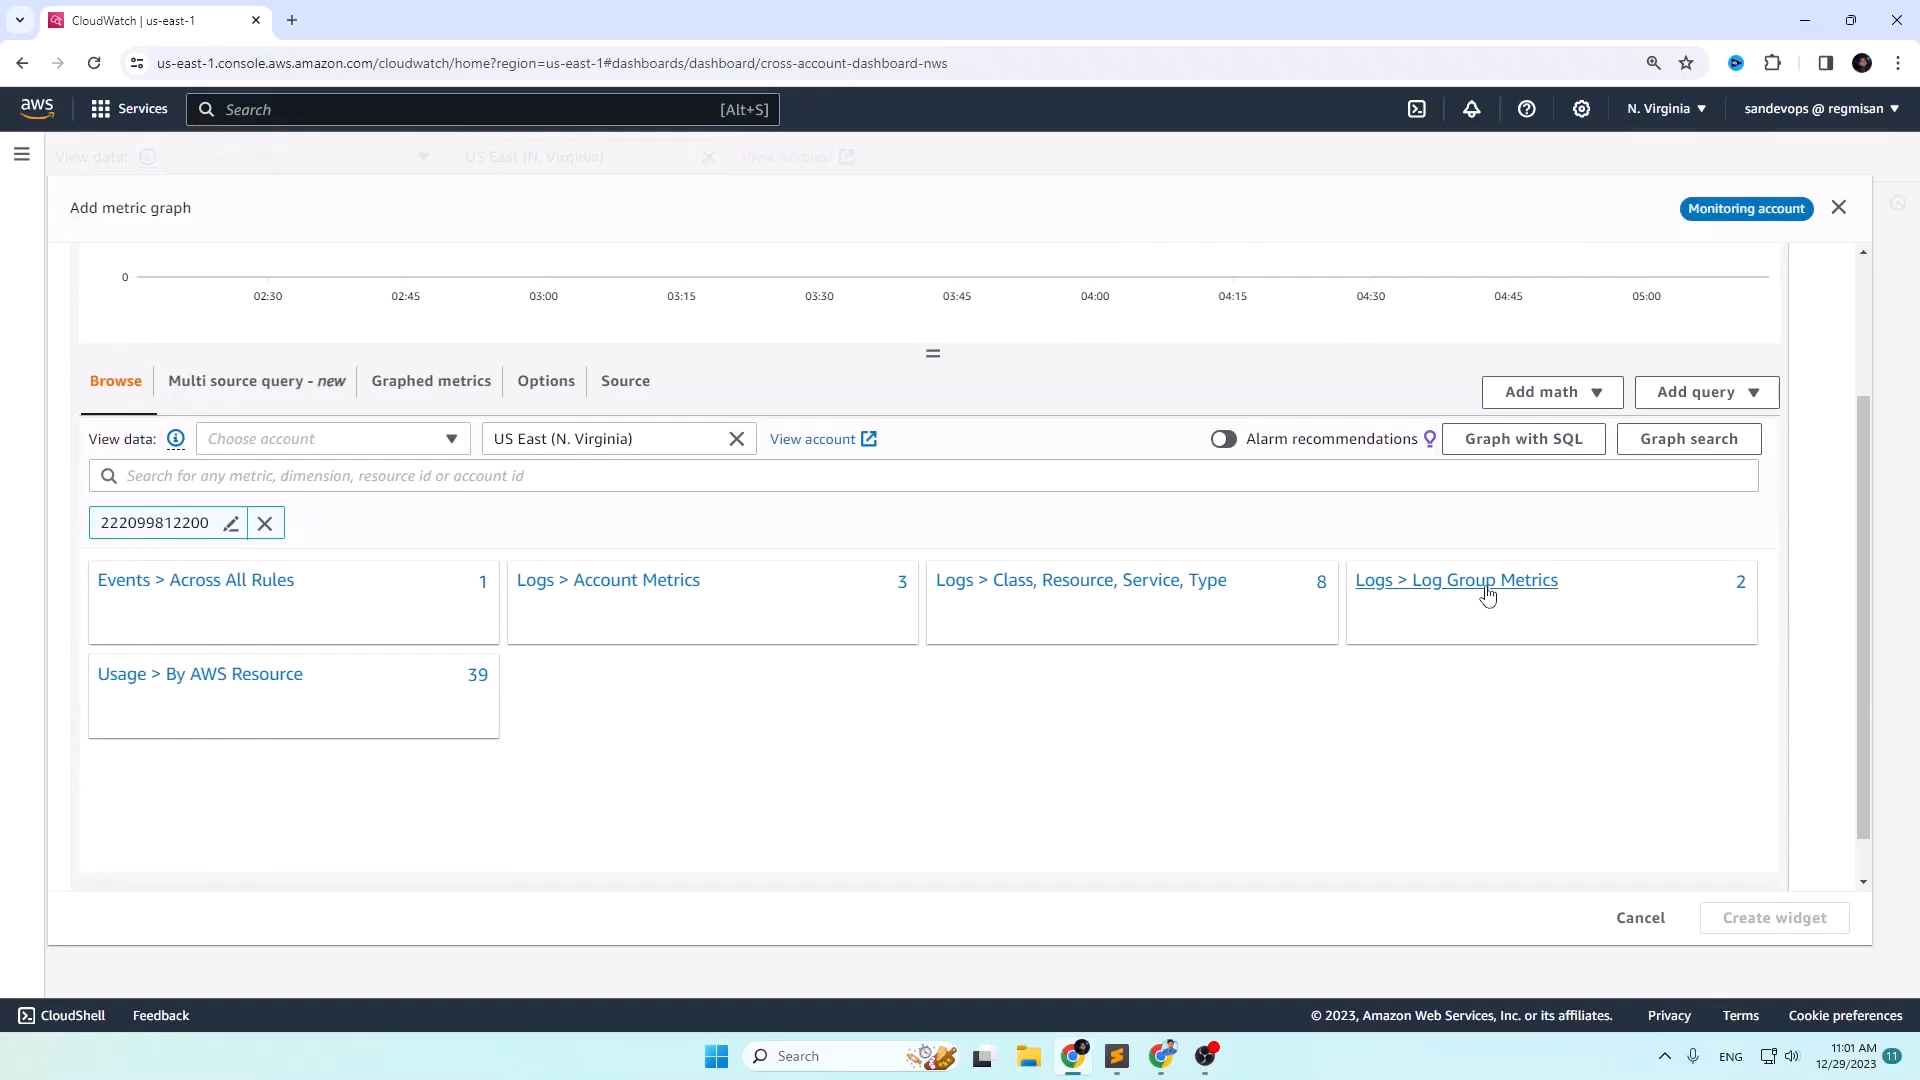 CloudWatch | us-east-1
us-east-1.console.aws.amazon.com/cloudwatch/home?region=us-east-1#dashboards/dashboard/cross-account-dashboard-nws
aws
Services
Search
[Alt+S]
N. Virginia
sandevops @ regmisan
View data:
US East (N. Virginia)
View account
Add metric graph
Monitoring account
0
02:30 02:45 03:00 03:15 03:30 03:45 04:00 04:15 04:30 04:45 05:00
Browse
Multi source query - new
Graphed metrics
Options
Source
Add math
Add query
View data:
Choose account
US East (N. Virginia)
View account
Alarm recommendations
Graph with SQL
Graph search
Search for any metric, dimension, resource id or account id
222099812200
Events > Across All Rules 1
Logs > Account Metrics 3
Logs > Class, Resource, Service, Type 8
Logs > Log Group Metrics 2
Usage > By AWS Resource 39
Cancel
Create widget
CloudShell
Feedback
© 2023, Amazon Web Services, Inc. or its affiliates.
Privacy
Terms
Cookie preferences
Search
ENG
11:01 AM
12/29/2023
11